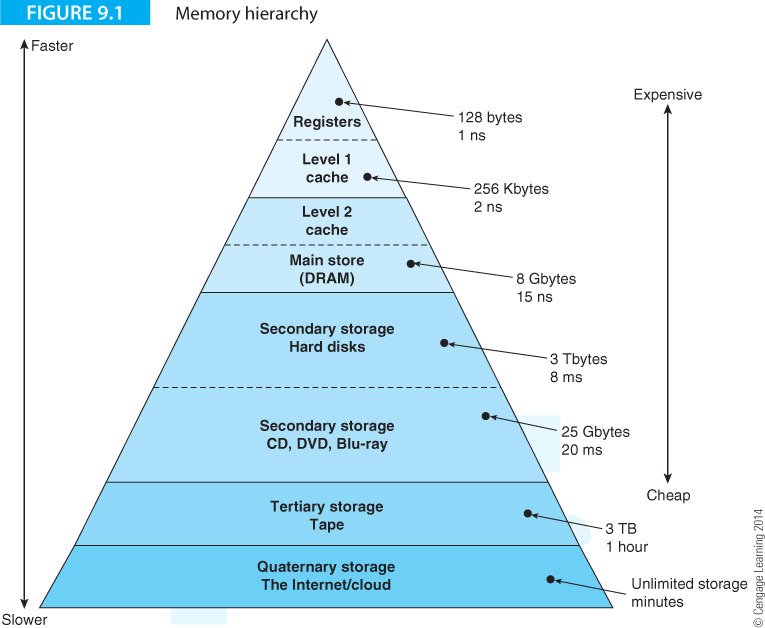 FIGURE 9.1 Memory hierarchy
Faster
Expensive
Registers
128 bytes
1 ns
Level 1
cache
256 Kbytes
2 ns
Level 2
cache
Main store
(DRAM)
8 Gbytes
15 ns
Secondary storage
Hard disks
3 Tbytes
8 ms
Secondary storage
CD, DVD, Blu-ray
25 Gbytes
20 ms
Cheap
Tertiary storage
Tape
3 TB
1 hour
Quaternary storage
The Internet/cloud
Unlimited storage
minutes
Slower
© Cengage Learning 2014